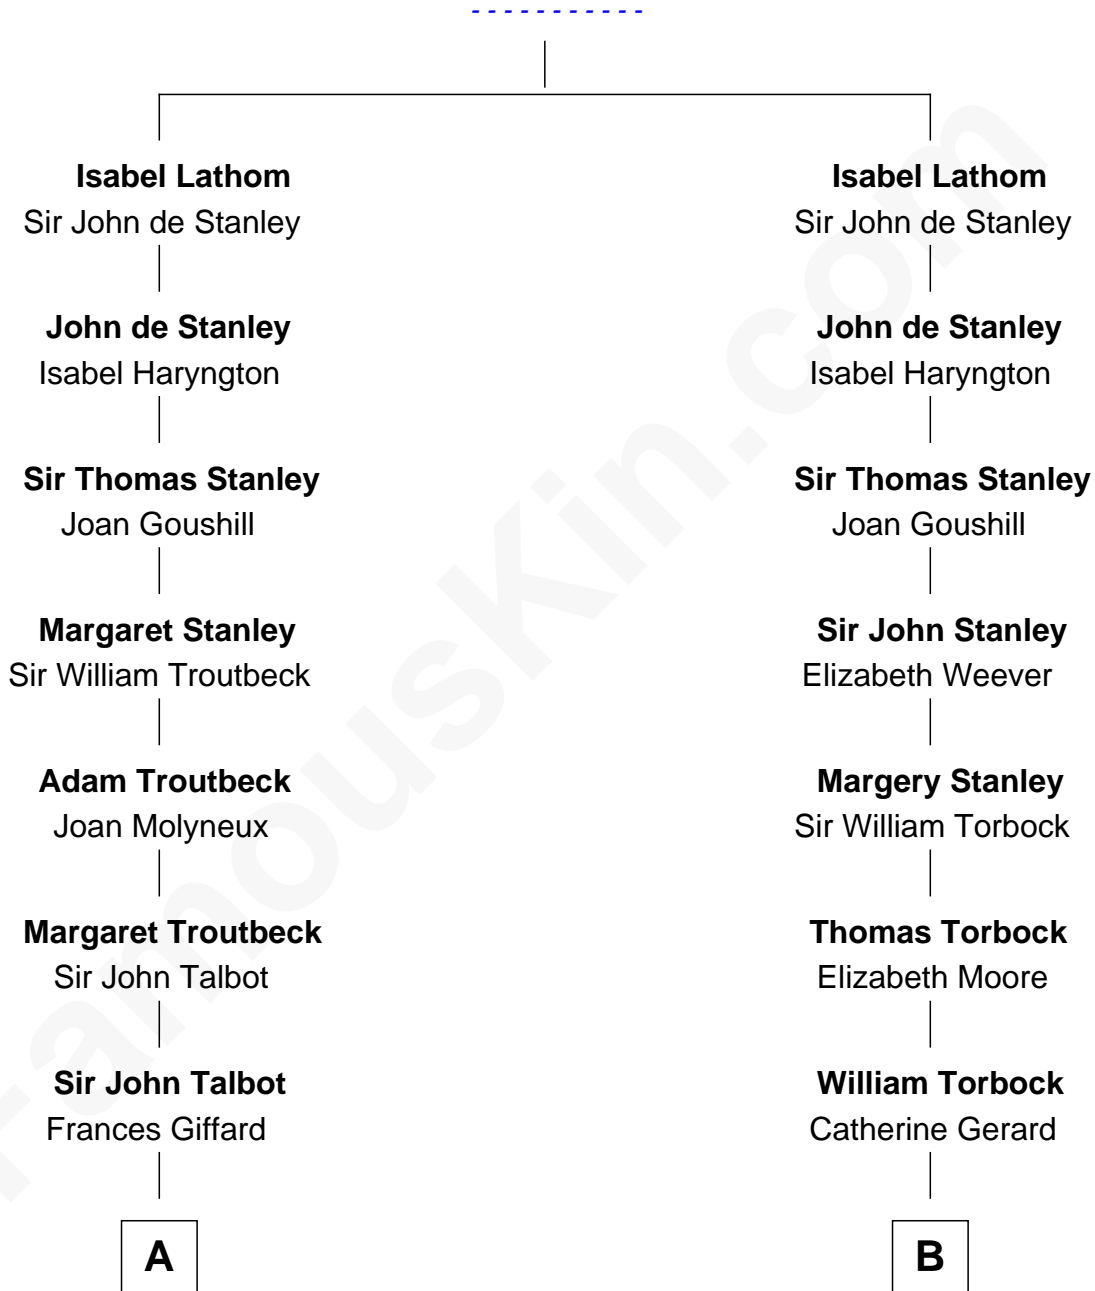 - - - - - - - - - - -
Isabel Lathom
Sir John de Stanley
John de Stanley
Isabel Haryngton
Sir Thomas Stanley
Joan Goushill
Margaret Stanley
Sir William Troutbeck
Adam Troutbeck
Joan Molyneux
Margaret Troutbeck
Sir John Talbot
Sir John Talbot
Frances Giffard
A
Isabel Lathom
Sir John de Stanley
John de Stanley
Isabel Haryngton
Sir Thomas Stanley
Joan Goushill
Sir John Stanley
Elizabeth Weever
Margery Stanley
Sir William Torbock
Thomas Torbock
Elizabeth Moore
William Torbock
Catherine Gerard
B
FamousKin.com